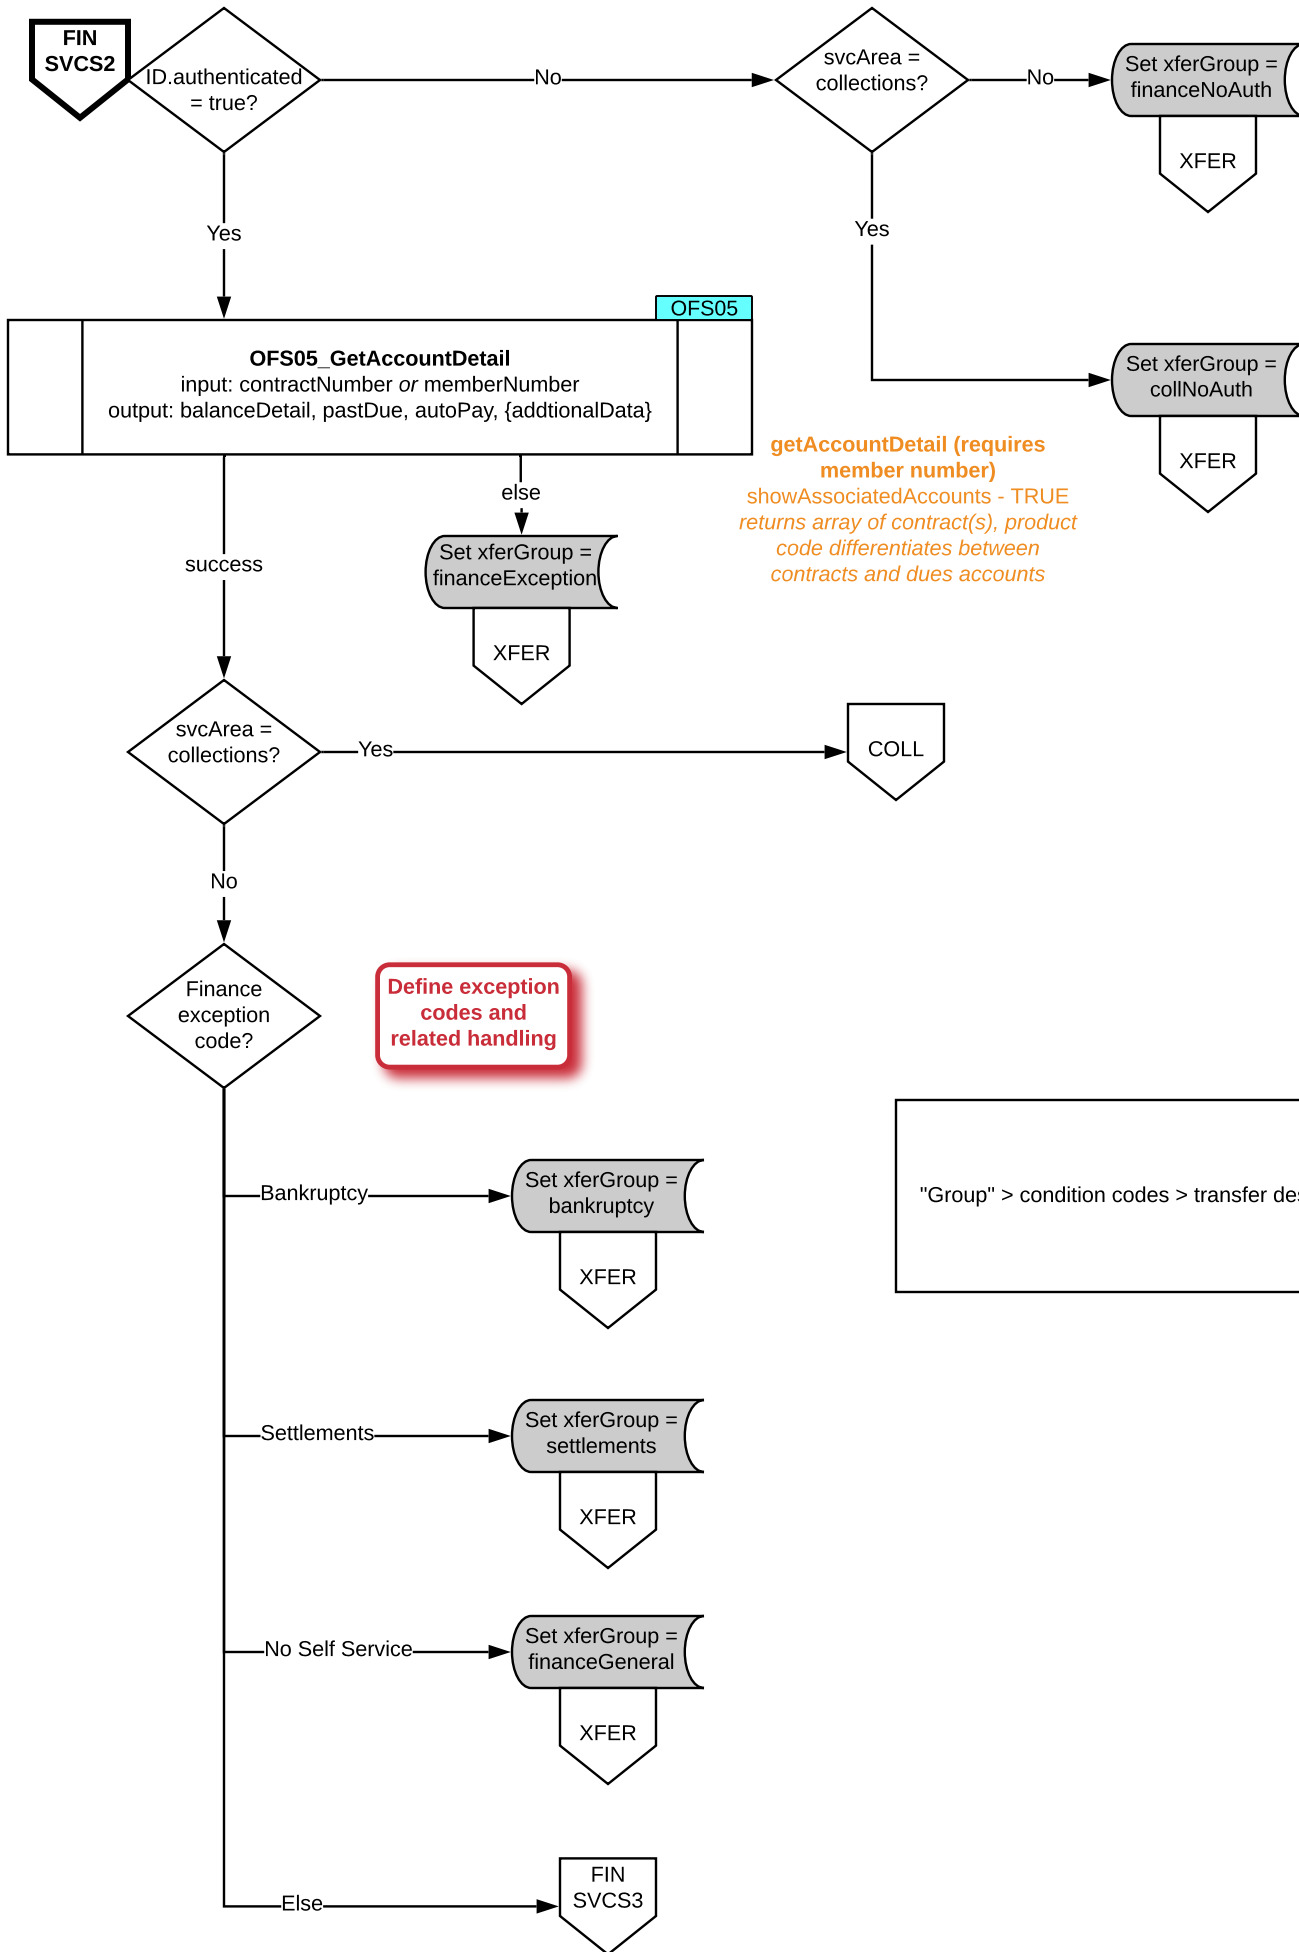 FIN
SVCS2
ID.authenticated
= true?
No
svcArea =
collections?
No
Set xferGroup =
financeNoAuth
XFER
Yes
Yes
OFS05
OFS05_GetAccountDetail
input: contractNumber or memberNumber
output: balanceDetail, pastDue, autoPay, {addtionalData}
Set xferGroup =
collNoAuth
XFER
getAccountDetail (requires
member number)
showAssociatedAccounts - TRUE
returns array of contract(s), product
code differentiates between
contracts and dues accounts
else
Set xferGroup =
financeException
XFER
success
svcArea =
collections?
Yes
COLL
No
Finance
exception
code?
Define exception
codes and
related handling
Bankruptcy
Set xferGroup =
bankruptcy
XFER
"Group" > condition codes > transfer des
Settlements
Set xferGroup =
settlements
XFER
No Self Service
Set xferGroup =
financeGeneral
XFER
Else
FIN
SVCS3